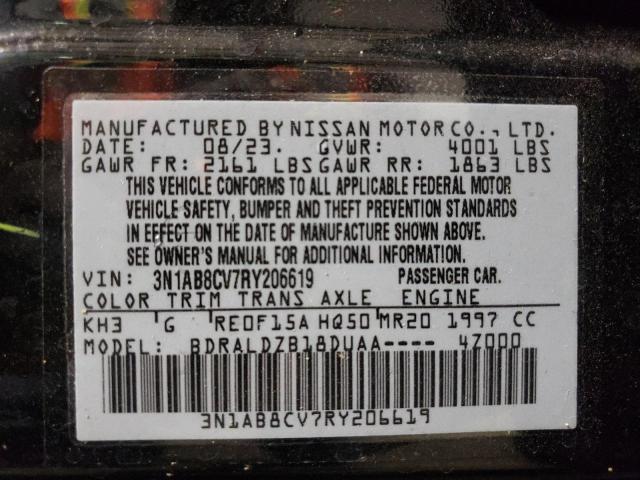 MANUFACTURED BY NISSAN MOTOR CO., LTD.
DATE: 08/23. GVWR: 4001 LBS
GAWR FR: 2161 LBS GAWR RR: 1863 LBS
THIS VEHICLE CONFORMS TO ALL APPLICABLE FEDERAL MOTOR
VEHICLE SAFETY, BUMPER AND THEFT PREVENTION STANDARDS
IN EFFECT ON THE DATE OF MANUFACTURE SHOWN ABOVE.
SEE OWNER'S MANUAL FOR ADDITIONAL INFORMATION.
VIN: 3N1AB8CV7RY206619 PASSENGER CAR.
COLOR TRIM TRANS AXLE ENGINE
KH3 G RE0F15A HQ50 MR20 1997 CC
MODEL: BDRALDZB18DUAA---- 47000
3N1AB8CV7RY206619